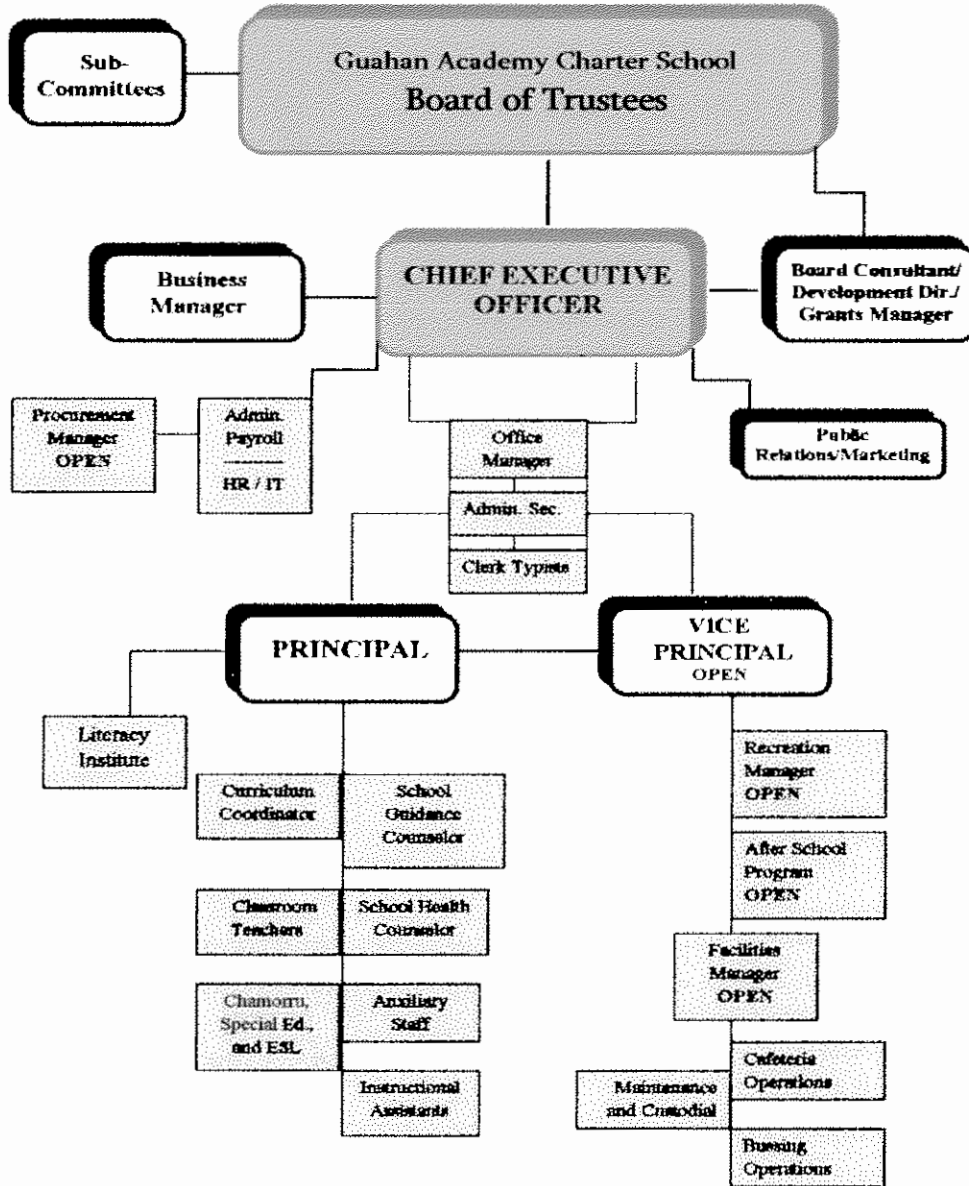 Sub-
Committees
Guahan Academy Charter School
Board of Trustees
Business
Manager
CHIEF EXECUTIVE
OFFICER
Board Consultant/
Development Dir./
Grants Manager
Procurement
Manager
OPEN
Admin.
Payroll
HR / IT
Office
Manager
Public
Relations/Marketing
Admin. Sec.
Clerk Typists
PRINCIPAL
VICE
PRINCIPAL
OPEN
Literacy
Institute
Recreation
Manager
OPEN
Curriculum
Coordinator
School
Guidance
Counselor
After School
Program
OPEN
Classroom
Teachers
School Health
Counselor
Facilities
Manager
OPEN
Chamorru,
Special Ed.,
and ESL
Auxiliary
Staff
Cafeteria
Operations
Instructional
Assistants
Maintenance
and Custodial
Bussing
Operations